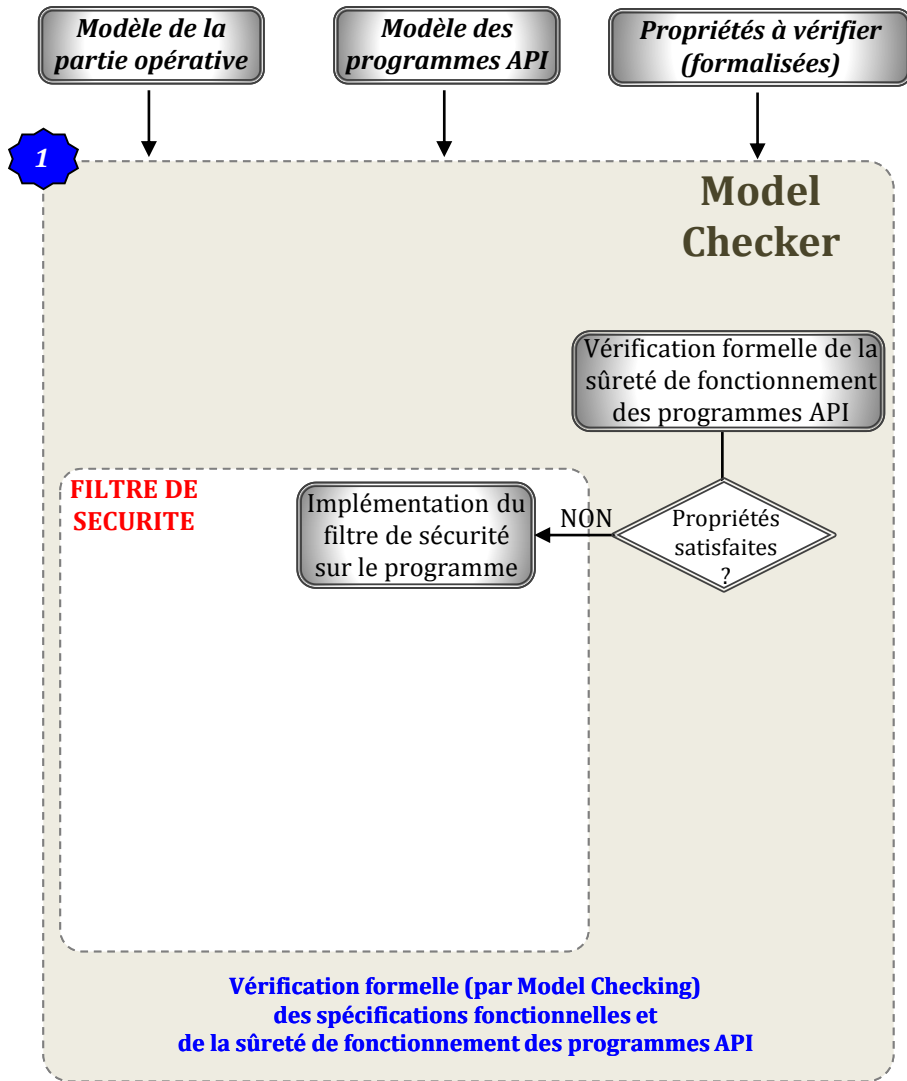 Modèle de la
partie opérative
Modèle des
programmes API
Propriétés à vérifier
(formalisées)
1
Model
Checker
Vérification formelle de la
sûreté de fonctionnement
des programmes API
FILTRE DE
SECURITE
Implémentation du
filtre de sécurité
sur le programme
NON
Propriétés
satisfaites
?
Vérification formelle (par Model Checking)
des spécifications fonctionnelles et
de la sûreté de fonctionnement des programmes API